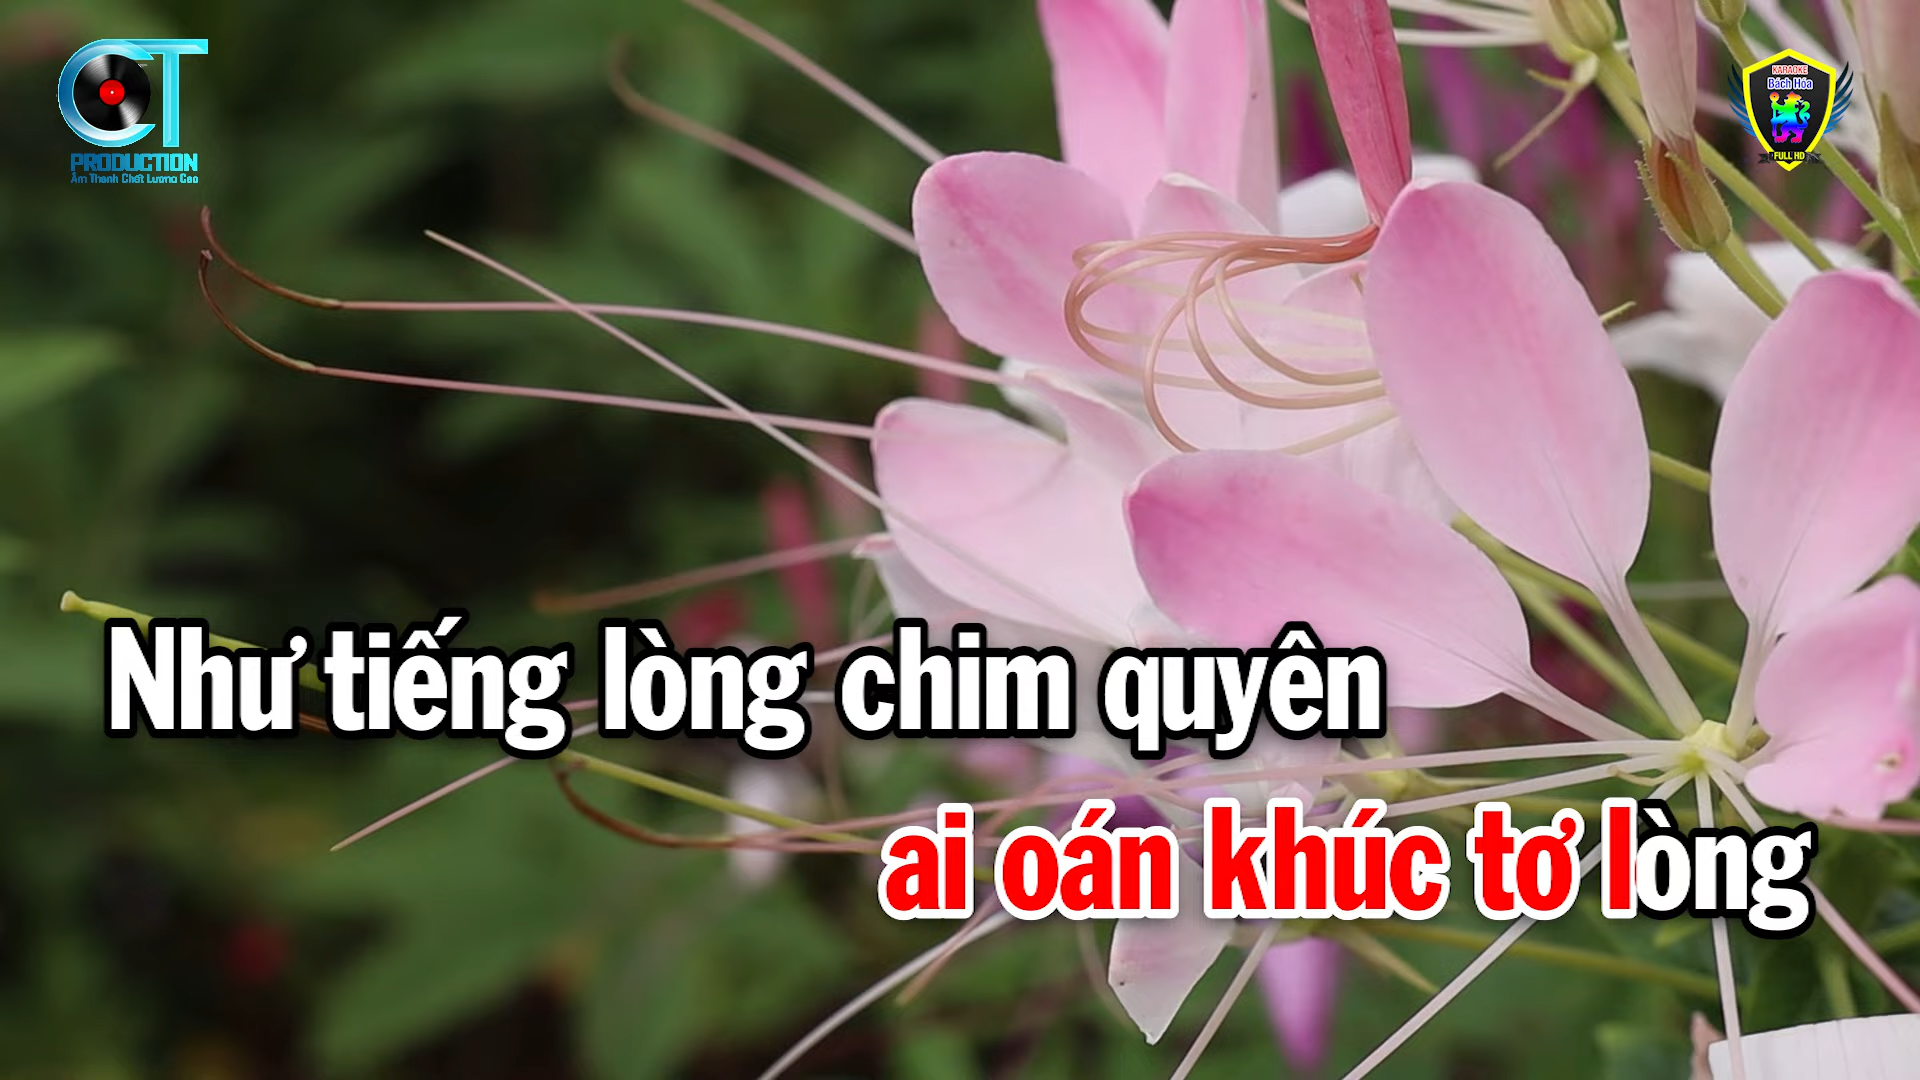 CT
PRODUCTION
Âm Thanh Chất Lượng Cao
KARAOKE
Bách Hóa
FULL HD
Như tiếng lòng chim quyên
ai oán khúc tơ lòng